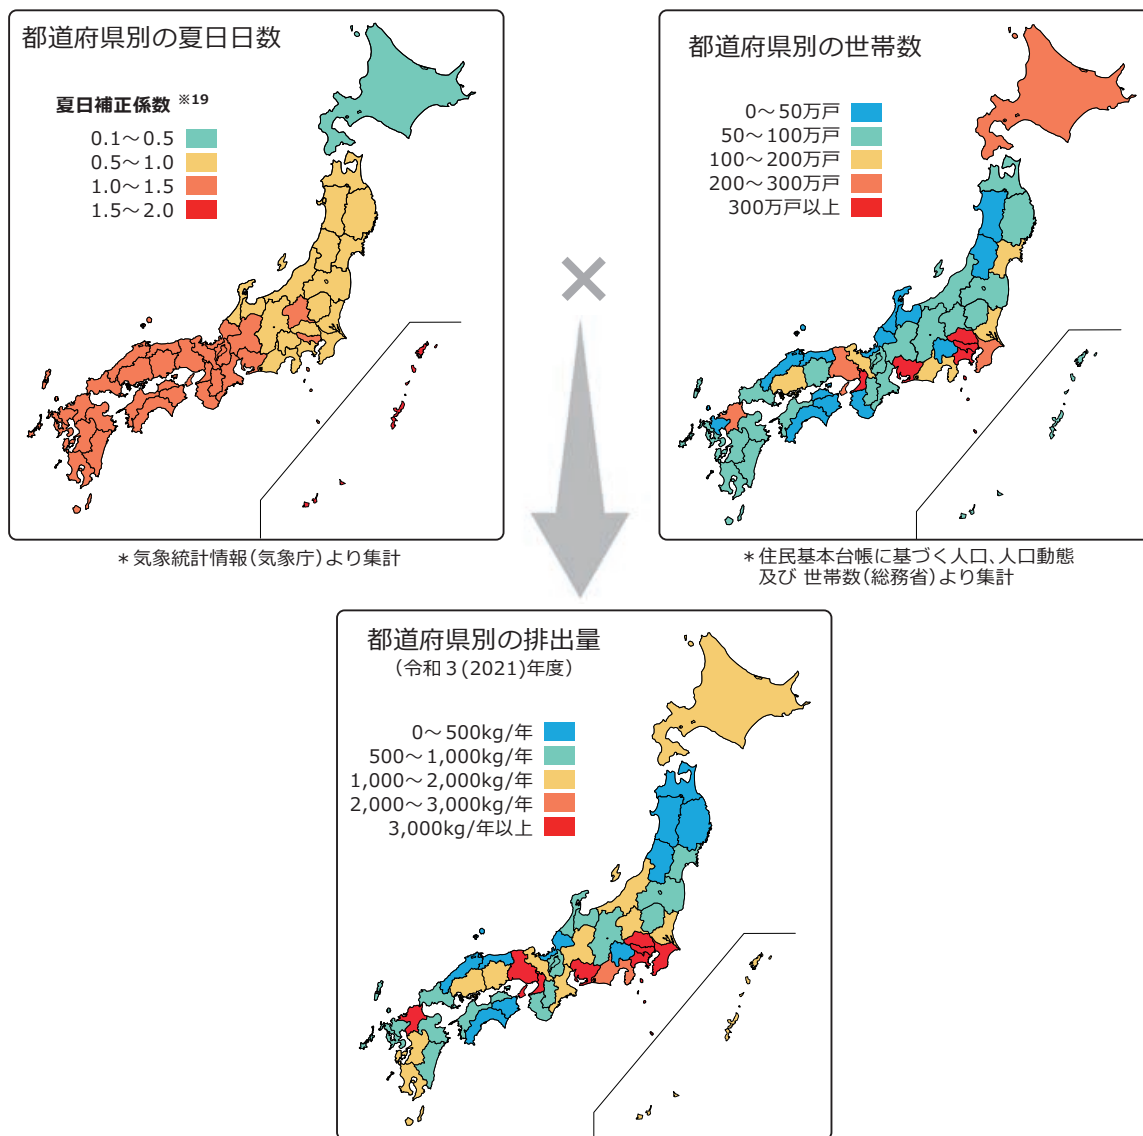 都道府県別の夏日日数
夏日補正係数 ※19
0.1～0.5
0.5～1.0
1.0～1.5
1.5～2.0
＊気象統計情報（気象庁）より集計
×
都道府県別の世帯数
0～50万戸
50～100万戸
100～200万戸
200～300万戸
300万戸以上
＊住民基本台帳に基づく人口、人口動態
及び 世帯数（総務省）より集計
都道府県別の排出量
（令和３(2021)年度）
0～500kg/年
500～1,000kg/年
1,000～2,000kg/年
2,000～3,000kg/年
3,000kg/年以上